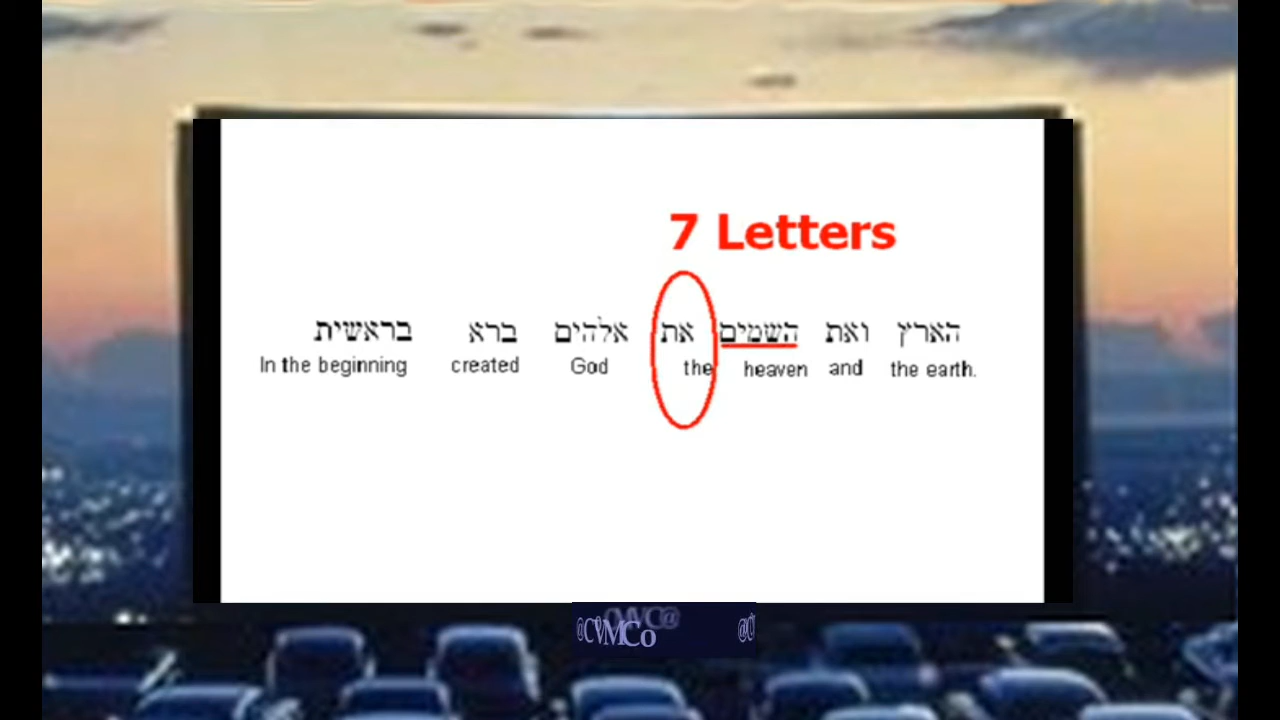 7 Letters
בראשית ברא אלהים את השמים ואת הארץ
In the beginning created God the heaven and the earth.
@CVMCo